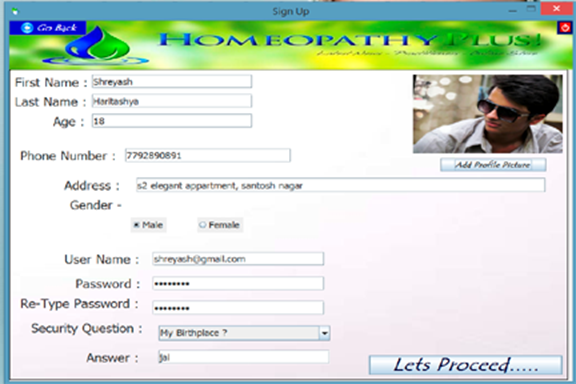 Sign Up
Go Back
HOMEOPATHY PLUS!
First Name : Shreyash
Last Name : Haritashya
Age : 18
Phone Number : 7792890891
Add Profile Picture
Address : s2 elegant appartment, santosh nagar
Gender -
Male Female
User Name : shreyash@gmail.com
Password : ••••••••
Re-Type Password : ••••••••
Security Question : My Birthplace ?
Answer : jai
Lets Proceed.....